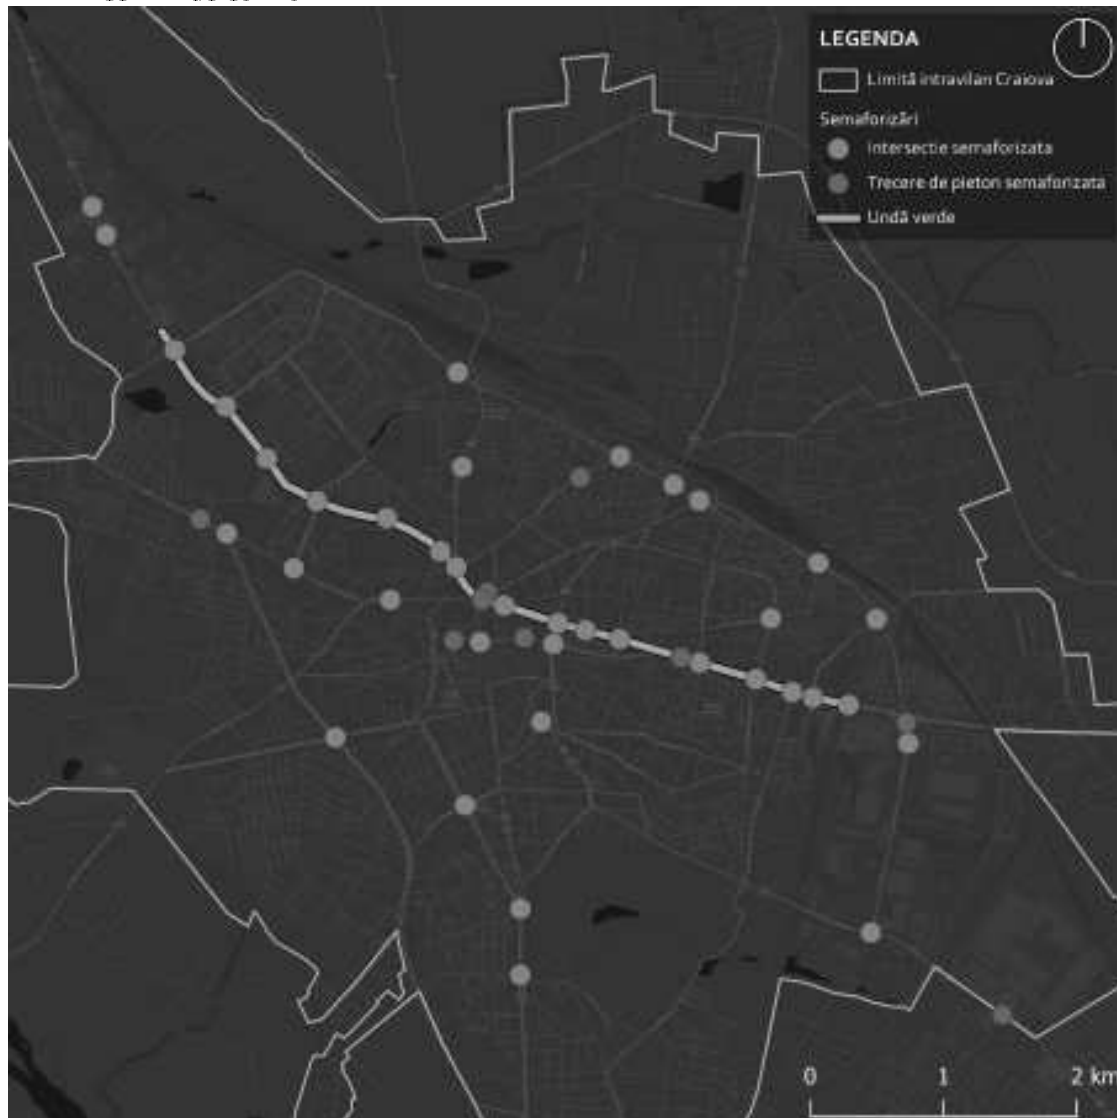 LEGENDA
Limită intravilan Craiova
Semaforizări
Intersectie semaforizata
Trecere de pieton semaforizata
Undă verde
0 1 2 km